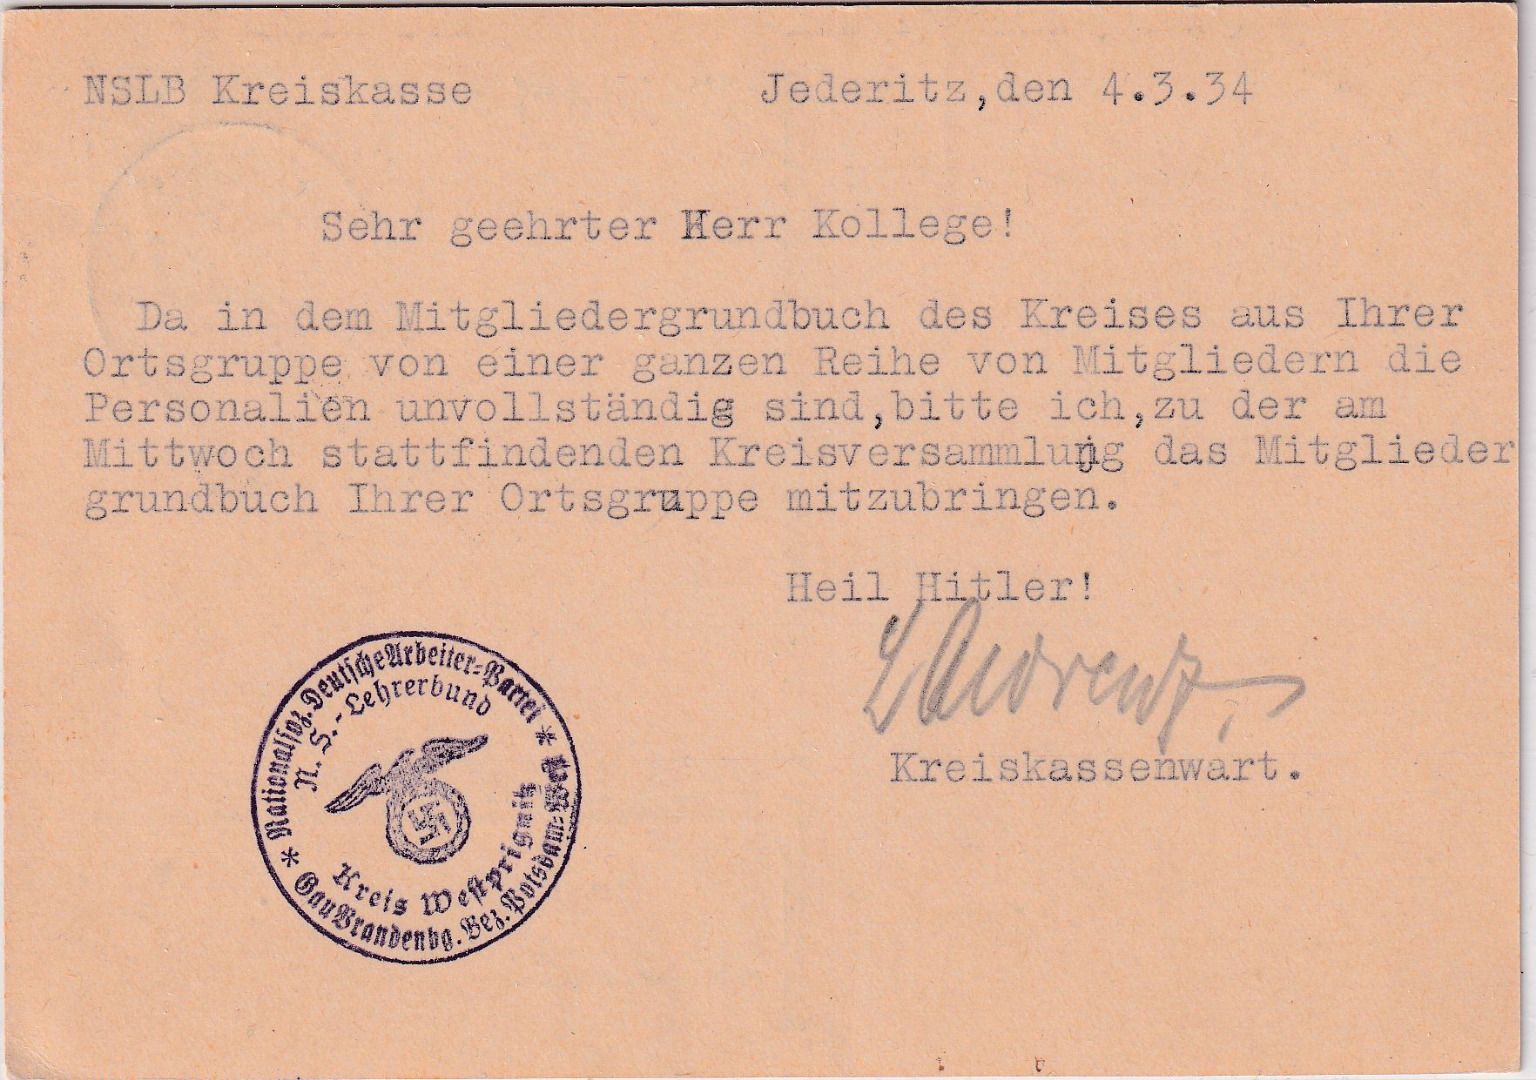 NSLB Kreiskasse
Jederitz,den 4.3.34
Sehr geehrter Herr Kollege!
Da in dem Mitgliedergrundbuch des Kreises aus Ihrer
Ortsgruppe von einer ganzen Reihe von Mitgliedern die
Personalien unvollständig sind,bitte ich,zu der am
Mittwoch stattfindenden Kreisversammlung das Mitglieder
grundbuch Ihrer Ortsgruppe mitzubringen.
Heil Hitler!
Kreiskassenwart.
* Nationalsoz. Deutsche Arbeiter-Partei *
N. S.-Lehrerbund
Kreis Westprignitz
Gau Brandenbg. Bez. Potsdam-